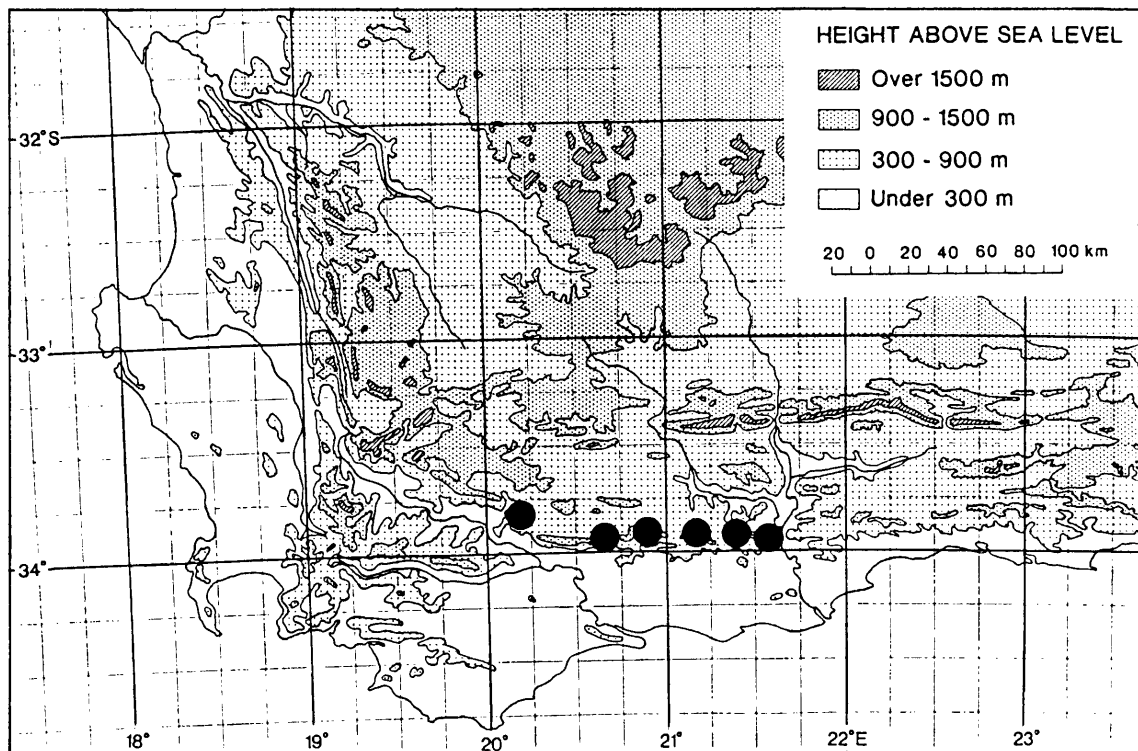 HEIGHT ABOVE SEA LEVEL
Over 1500 m
900 - 1500 m
300 - 900 m
Under 300 m
20 0 20 40 60 80 100 km
32°S
33°
34°
18° 19° 20° 21° 22°E 23°